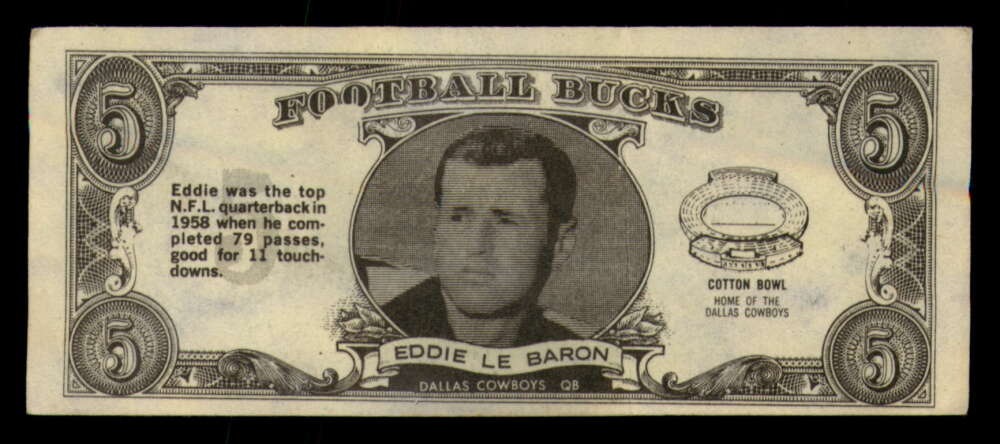 5 5
FOOTBALL BUCKS
Eddie was the top
N.F.L. quarterback in
1958 when he com-
pleted 79 passes,
good for 11 touch-
downs.
5
COTTON BOWL
HOME OF THE
DALLAS COWBOYS
5 5
EDDIE LE BARON
DALLAS COWBOYS QB